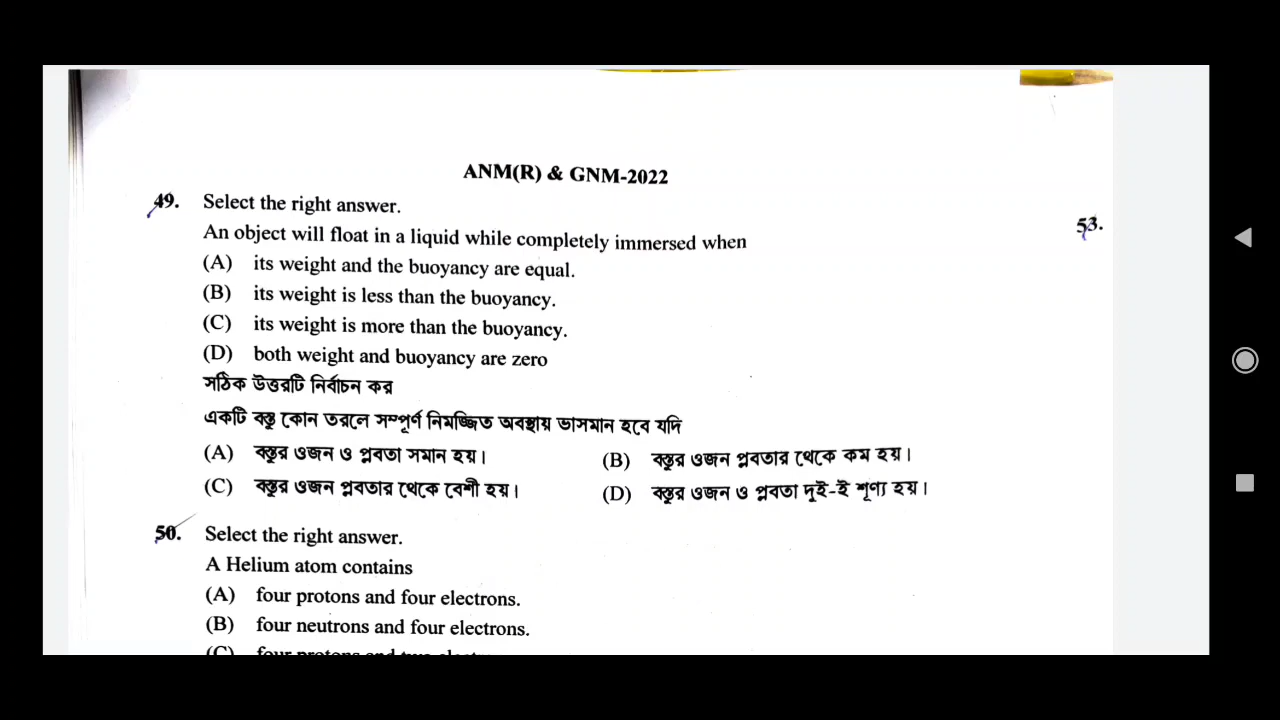 ANM(R) & GNM-2022
49. Select the right answer.
53.
An object will float in a liquid while completely immersed when
(A) its weight and the buoyancy are equal.
(B) its weight is less than the buoyancy.
(C) its weight is more than the buoyancy.
(D) both weight and buoyancy are zero
সঠিক উত্তরটি নির্বাচন কর
একটি বস্তু কোন তরলে সম্পূর্ণ নিমজ্জিত অবস্থায় ভাসমান হবে যদি
(A) বস্তুর ওজন ও প্লবতা সমান হয়। (B) বস্তুর ওজন প্লবতার থেকে কম হয়।
(C) বস্তুর ওজন প্লবতার থেকে বেশী হয়। (D) বস্তুর ওজন ও প্লবতা দুই-ই শূণ্য হয়।
50. Select the right answer.
A Helium atom contains
(A) four protons and four electrons.
(B) four neutrons and four electrons.
(C) four protons and two